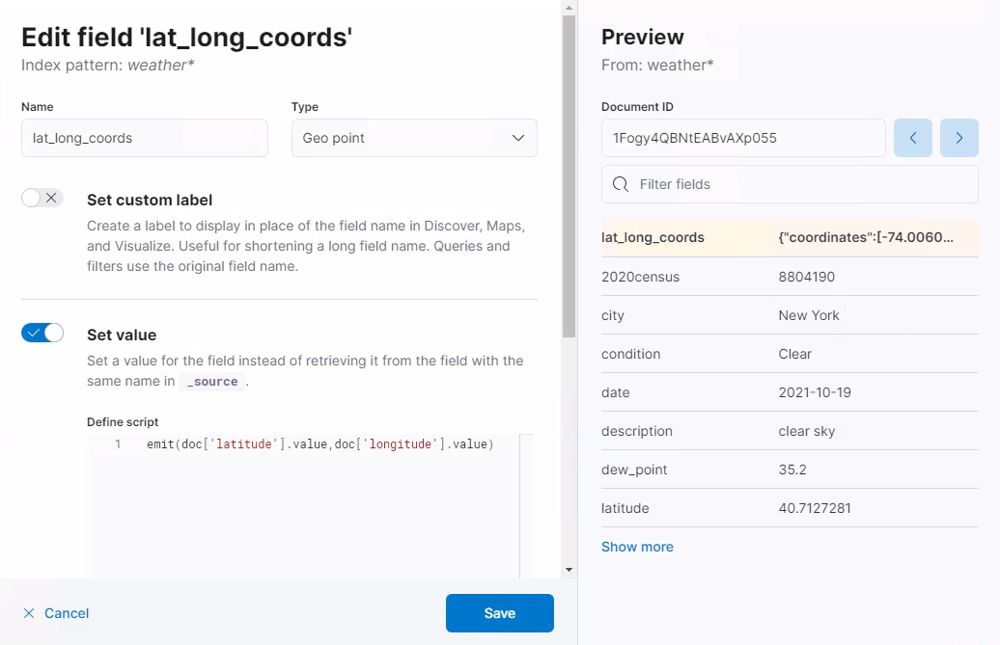 Edit field 'lat_long_coords'
Index pattern: weather*
Name
Type
lat_long_coords
Geo point
Set custom label
Create a label to display in place of the field name in Discover, Maps,
and Visualize. Useful for shortening a long field name. Queries and
filters use the original field name.
Set value
Set a value for the field instead of retrieving it from the field with the
same name in _source .
Define script
1 emit(doc['latitude'].value,doc['longitude'].value)
Cancel
Save
Preview
From: weather*
Document ID
1Fogy4QBNtEABvAXp055
Filter fields
lat_long_coords {"coordinates":[-74.0060...
2020census 8804190
city New York
condition Clear
date 2021-10-19
description clear sky
dew_point 35.2
latitude 40.7127281
Show more